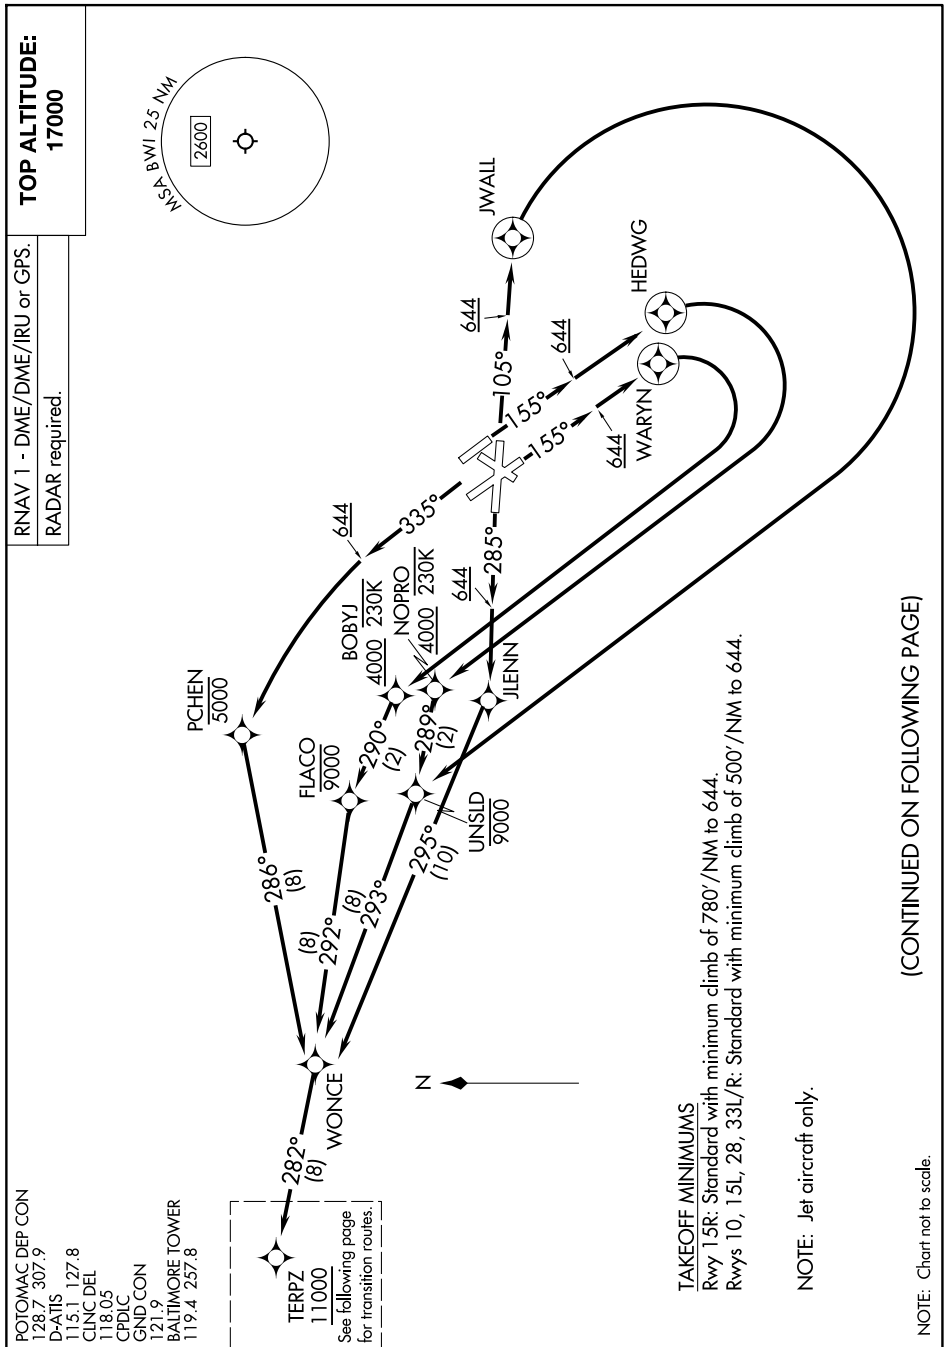 TOP ALTITUDE:
17000
RNAV 1 - DME/DME/IRU or GPS.
RADAR required.
MSA BWI 25 NM
2600
POTOMAC DEP CON
128.7 307.9
D-ATIS
115.1 127.8
CLNC DEL
118.05
CPDLC
GND CON
121.9
BALTIMORE TOWER
119.4 257.8
TERPZ
11000
See following page
for transition routes.
282°
(8)
WONCE
286°
(8)
PCHEN
5000
644
335°
(8)
292°
FLACO
9000
290°
(2)
BOBYJ
4000 230K
NOPRO
4000 230K
289°
(2)
(8)
293°
UNSLD
9000
295°
(10)
JLENN
644
285°
105°
644
JWALL
155°
644
HEDWG
155°
644
WARYN
N
TAKEOFF MINIMUMS
Rwy 15R: Standard with minimum climb of 780'/NM to 644.
Rwys 10, 15L, 28, 33L/R: Standard with minimum climb of 500'/NM to 644.
NOTE: Jet aircraft only.
(CONTINUED ON FOLLOWING PAGE)
NOTE: Chart not to scale.